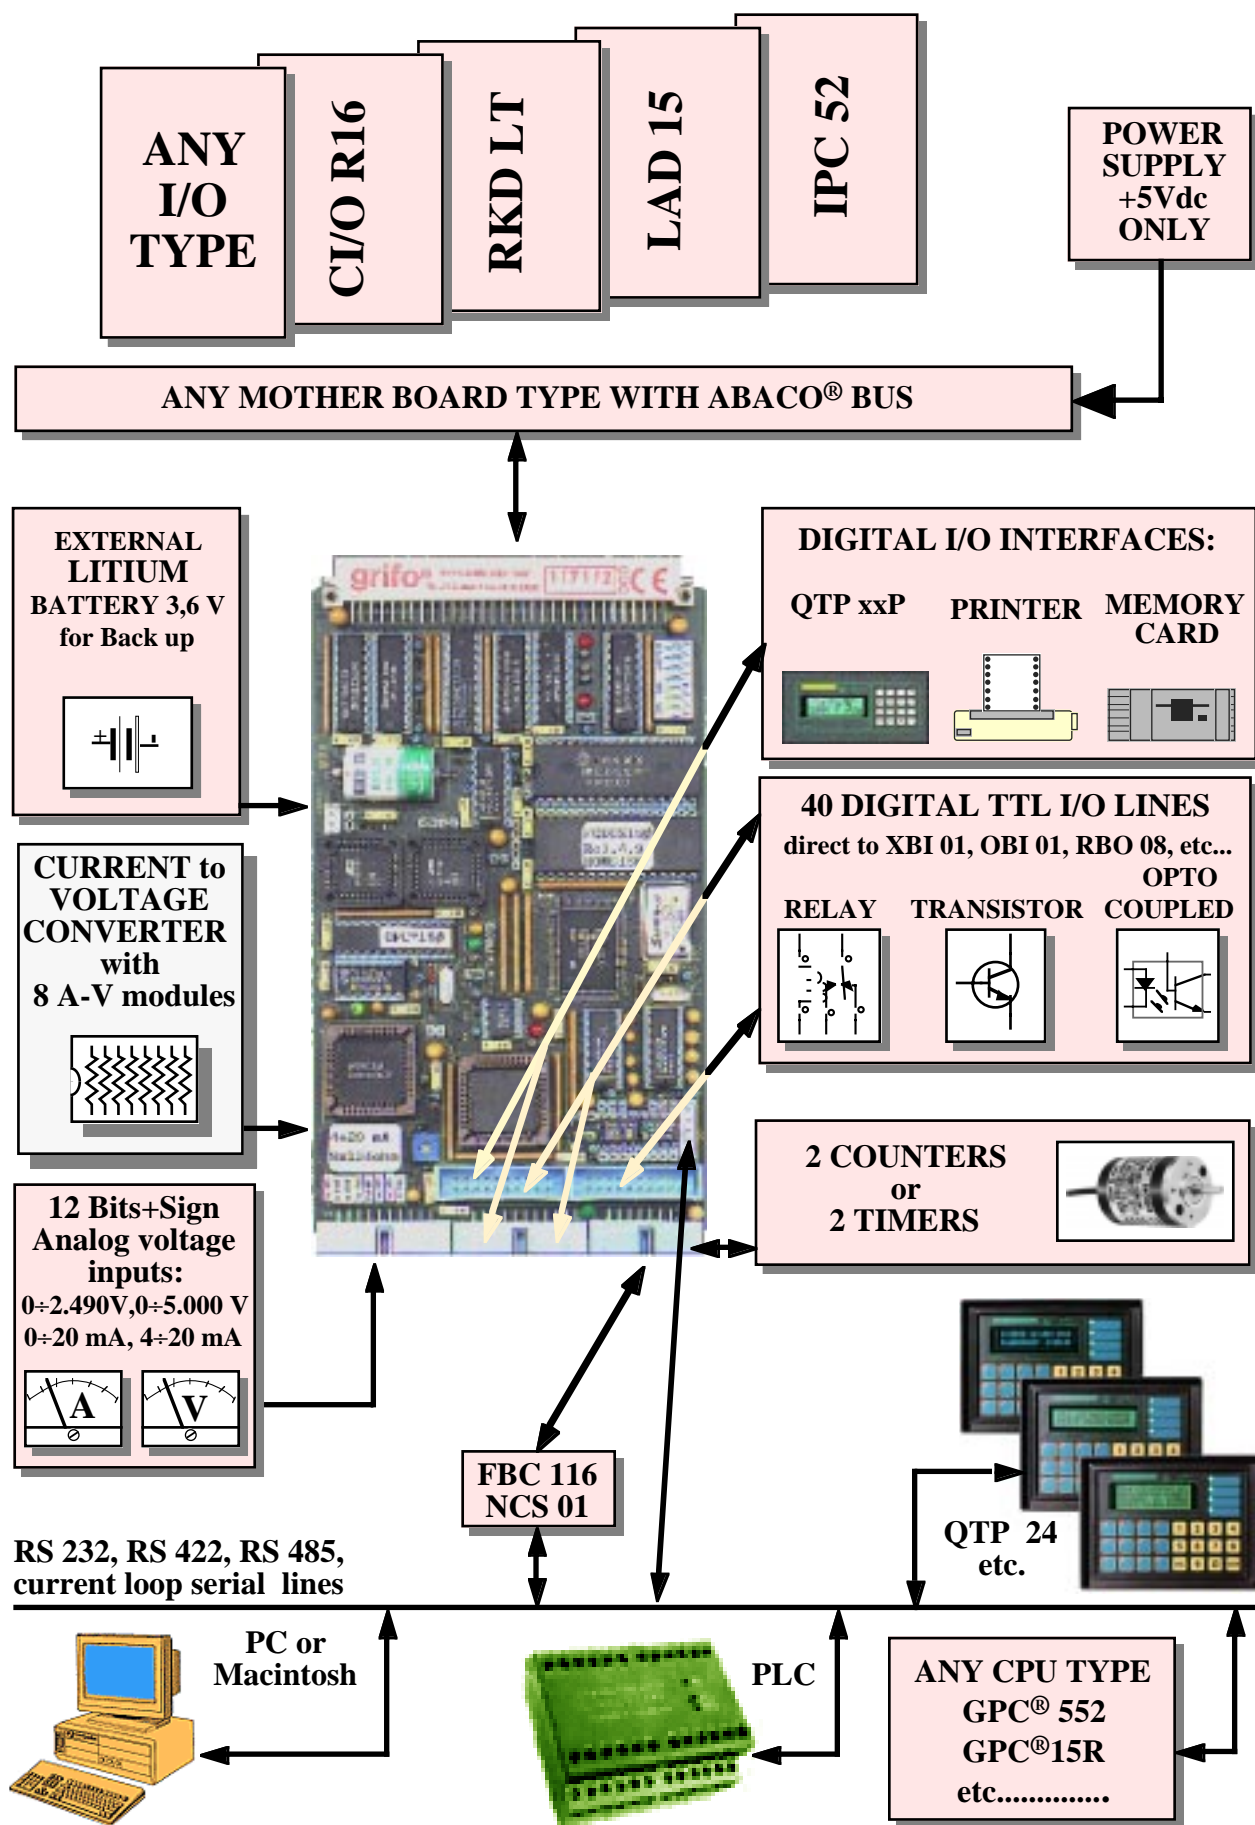 ANY
I/O
TYPE
CI/O R16
RKD LT
LAD 15
IPC 52
POWER
SUPPLY
+5Vdc
ONLY
ANY MOTHER BOARD TYPE WITH ABACO® BUS
EXTERNAL
LITIUM
BATTERY 3,6 V
for Back up
grifo®
CE
DIGITAL I/O INTERFACES:
QTP xxP
PRINTER
MEMORY
CARD
40 DIGITAL TTL I/O LINES
direct to XBI 01, OBI 01, RBO 08, etc...
RELAY
TRANSISTOR
OPTO
COUPLED
CURRENT to
VOLTAGE
CONVERTER
with
8 A-V modules
4÷20 mA
2 COUNTERS
or
2 TIMERS
12 Bits+Sign
Analog voltage
inputs:
0÷2.490V,0÷5.000 V
0÷20 mA, 4÷20 mA
A
V
FBC 116
NCS 01
QTP 24
etc.
RS 232, RS 422, RS 485,
current loop serial lines
PC or
Macintosh
PLC
ANY CPU TYPE
GPC® 552
GPC®15R
etc..............